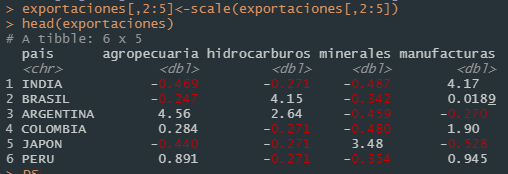 > exportaciones[,2:5]<-scale(exportaciones[,2:5])
> head(exportaciones)
# A tibble: 6 x 5
pais agropecuaria hidrocarburos minerales manufacturas
<chr> <dbl> <dbl> <dbl> <dbl>
1 INDIA -0.469 -0.271 -0.487 4.17
2 BRASIL -0.247 4.15 -0.342 0.0189
3 ARGENTINA 4.56 2.64 -0.459 -0.270
4 COLOMBIA 0.284 -0.271 -0.480 1.90
5 JAPON -0.440 -0.271 3.48 -0.328
6 PERU 0.891 -0.271 -0.354 0.945